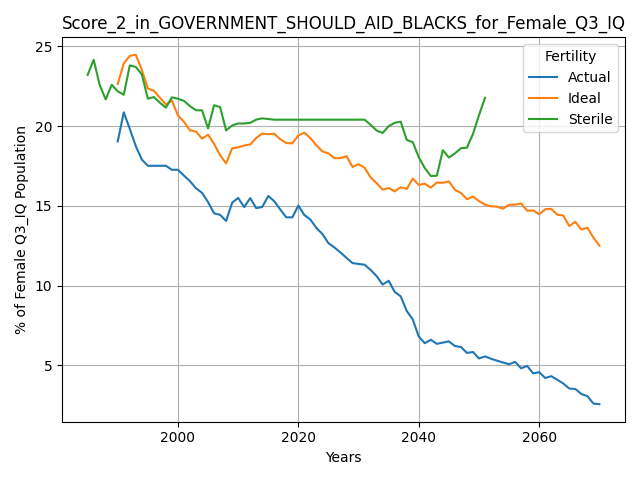 Score_2_in_GOVERNMENT_SHOULD_AID_BLACKS_for_Female_Q3_IQ
25
20
15
10
5
% of Female Q3_IQ Population
Fertility
Actual
Ideal
Sterile
2000
2020
2040
2060
Years